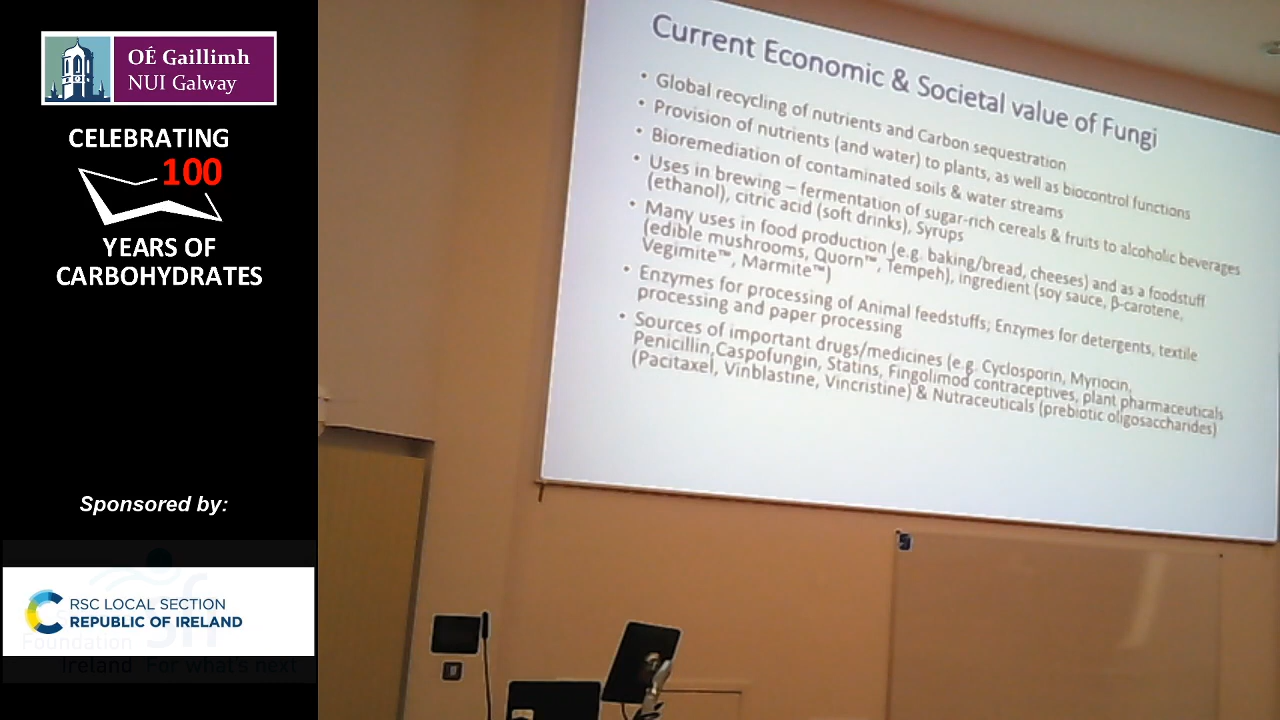 OÉ Gaillimh
NUI Galway
CELEBRATING
100
YEARS OF
CARBOHYDRATES
Sponsored by:
RSC LOCAL SECTION
REPUBLIC OF IRELAND
Foundation
Ireland For what's next
Current Economic & Societal value of Fungi
• Global recycling of nutrients and Carbon sequestration
• Provision of nutrients (and water) to plants, as well as biocontrol functions
• Bioremediation of contaminated soils & water streams
• Uses in brewing – fermentation of sugar-rich cereals & fruits to alcoholic beverages
(ethanol), citric acid (soft drinks), Syrups
• Many uses in food production (e.g. baking/bread, cheeses) and as a foodstuff
(edible mushrooms, Quorn™, Tempeh), ingredient (soy sauce, β-carotene,
Vegimite™, Marmite™)
• Enzymes for processing of Animal feedstuffs; Enzymes for detergents, textile
processing and paper processing
• Sources of important drugs/medicines (e.g. Cyclosporin, Myriocin,
Penicillin,Caspofungin, Statins, Fingolimod contraceptives, plant pharmaceuticals
(Pacitaxel, Vinblastine, Vincristine) & Nutraceuticals (prebiotic oligosaccharides)